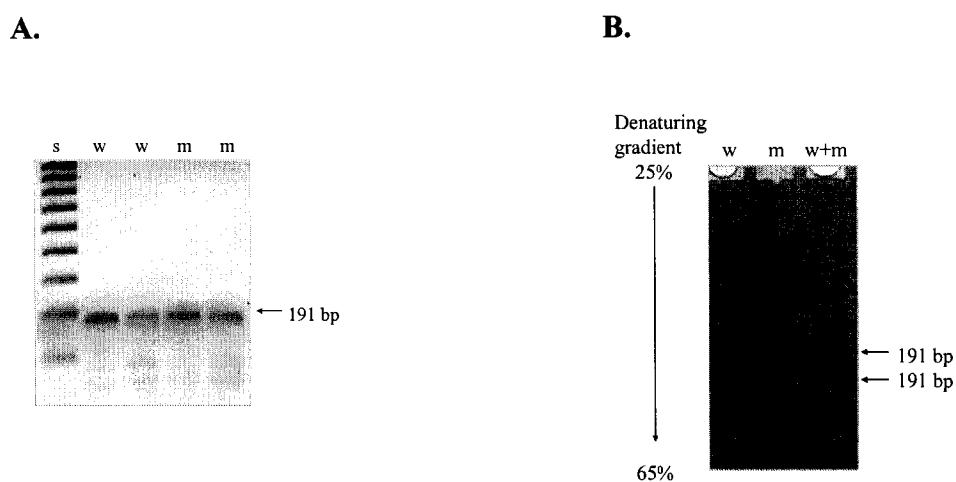 A.
s w w m m
191 bp
B.
Denaturing
gradient
w m w+m
25%
191 bp
191 bp
65%